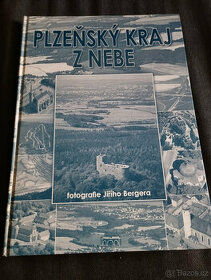 PLZEŇSKÝ KRAJ
Z NEBE
fotografie Jiřího Bergera